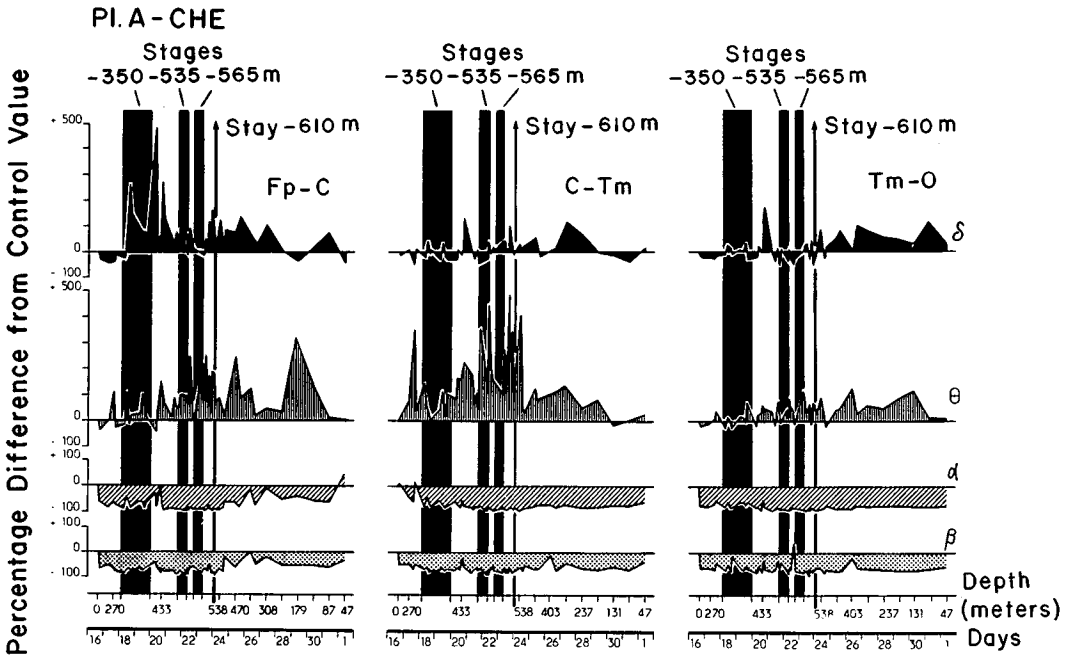 PI. A-CHE
Stages
-350 -535 -565 m
Stay-610 m
Fp-C
Stages
-350 -535 -565 m
Stay-610 m
C-Tm
Stages
-350 -535 -565 m
Stay-610 m
Tm-O
Percentage Difference from Control Value
+ 500
0
- 100
+ 500
0
- 100
+ 100
0
- 100
+ 100
0
- 100
δ
θ
α
β
0 270 433 538 470 308 179 87 47
0 270 433 538 403 237 131 47
0 270 433 538 403 237 131 47
Depth
(meters)
16 18 20 22 24 26 28 30 1
16 18 20 22 24 26 28 30 1
16 18 20 22 24 26 28 30 1
Days